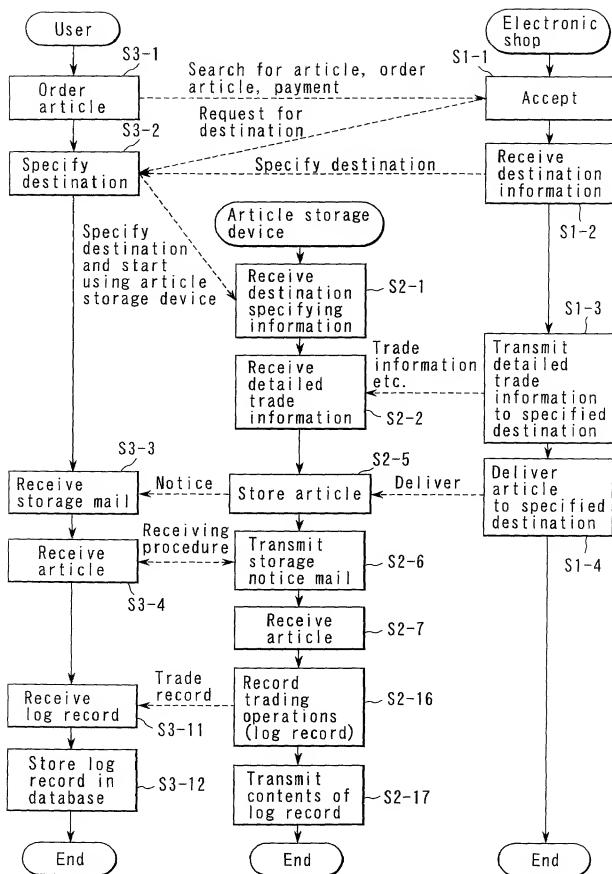 User
Electronic
shop
S3-1
S1-1
Order
article
Search for article, order
article, payment
Accept
S3-2
Request for
destination
Specify
destination
Specify destination
Receive
destination
information
S1-2
Specify
destination
and start
using article
storage device
Article storage
device
Receive
destination
specifying
information
S2-1
S1-3
Receive
detailed
trade
information
S2-2
Trade
information
etc.
Transmit
detailed
trade
information
to specified
destination
S3-3
Receive
storage mail
Notice
S2-5
Store article
Deliver
Deliver
article
to specified
destination
S1-4
Receive
article
S3-4
Receiving
procedure
Transmit
storage
notice mail
S2-6
Receive
article
S2-7
Receive
log record
S3-11
Trade
record
Record
trading
operations
(log record)
S2-16
Store log
record in
database
S3-12
Transmit
contents of
log record
S2-17
End
End
End